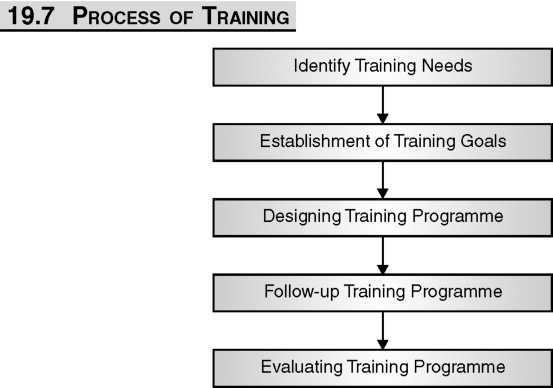 19.7 PROCESS OF TRAINING
Identify Training Needs
Establishment of Training Goals
Designing Training Programme
Follow-up Training Programme
Evaluating Training Programme